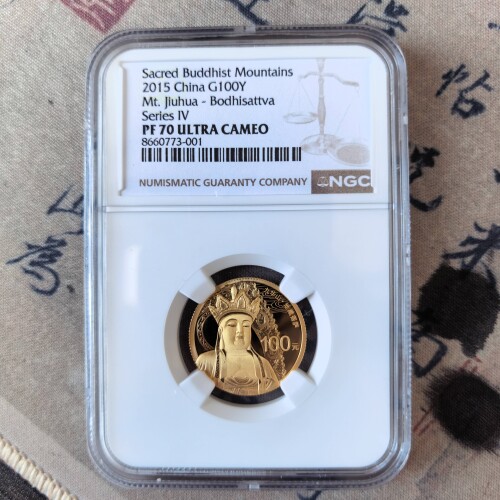 Sacred Buddhist Mountains
2015 China G100Y
Mt. Jiuhua - Bodhisattva
Series IV
PF 70 ULTRA CAMEO
8660773-001
NUMISMATIC GUARANTY COMPANY
NGC
100元